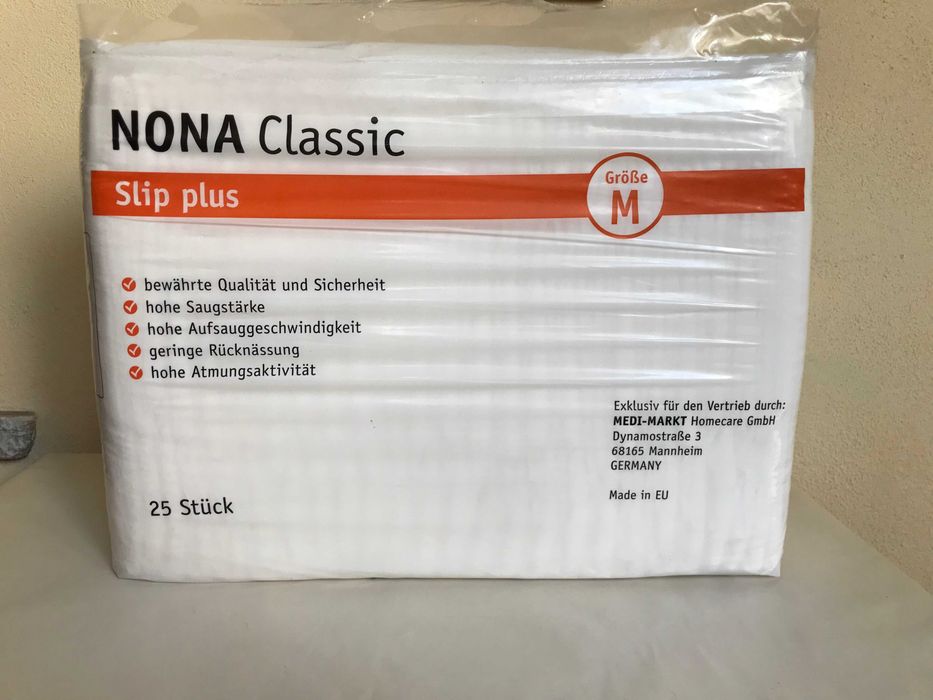 NONA Classic
Slip plus
Größe
M
bewährte Qualität und Sicherheit
hohe Saugstärke
hohe Aufsauggeschwindigkeit
geringe Rücknässung
hohe Atmungsaktivität
Exklusiv für den Vertrieb durch:
MEDI-MARKT Homecare GmbH
Dynamostraße 3
68165 Mannheim
GERMANY
Made in EU
25 Stück